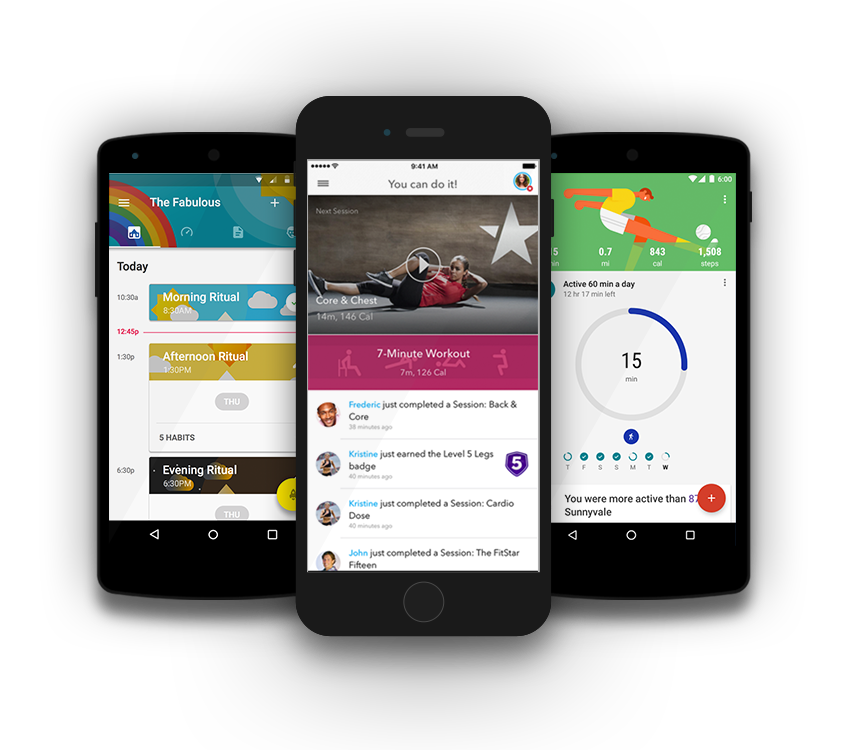 The Fabulous
Today
10:30a
Morning Ritual
8:30AM
12:45p
1:30p
Afternoon Ritual
1:30PM
THU
5 HABITS
6:30p
Evening Ritual
6:30PM
THU
9:41 AM
You can do it!
Next Session
Core & Chest
14m, 146 Cal
7-Minute Workout
7m, 126 Cal
Frederic just completed a Session: Back &
Core
38 minutes ago
Kristine just earned the Level 5 Legs
badge
40 minutes ago
5
Kristine just completed a Session: Cardio
Dose
40 minutes ago
John just completed a Session: The FitStar
Fifteen
6:00
15 0.7 843 1,508
min mi cal steps
Active 60 min a day
12 hr 17 min left
15
min
T F S S M T W
You were more active than 87
Sunnyvale